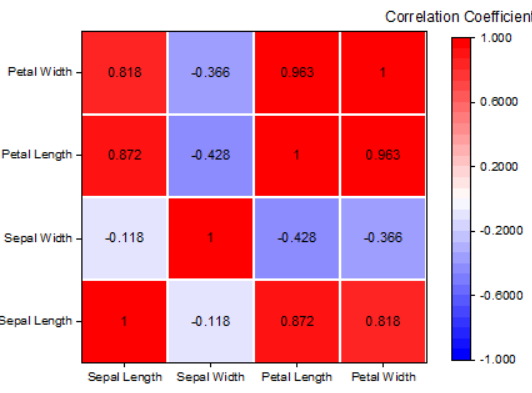 Correlation Coefficient
Petal Width 0.818 -0.366 0.963 1
Petal Length 0.872 -0.428 1 0.963
Sepal Width -0.118 1 -0.428 -0.366
Sepal Length 1 -0.118 0.872 0.818
Sepal Length Sepal Width Petal Length Petal Width
1.000
0.6000
0.2000
-0.2000
-0.6000
-1.000